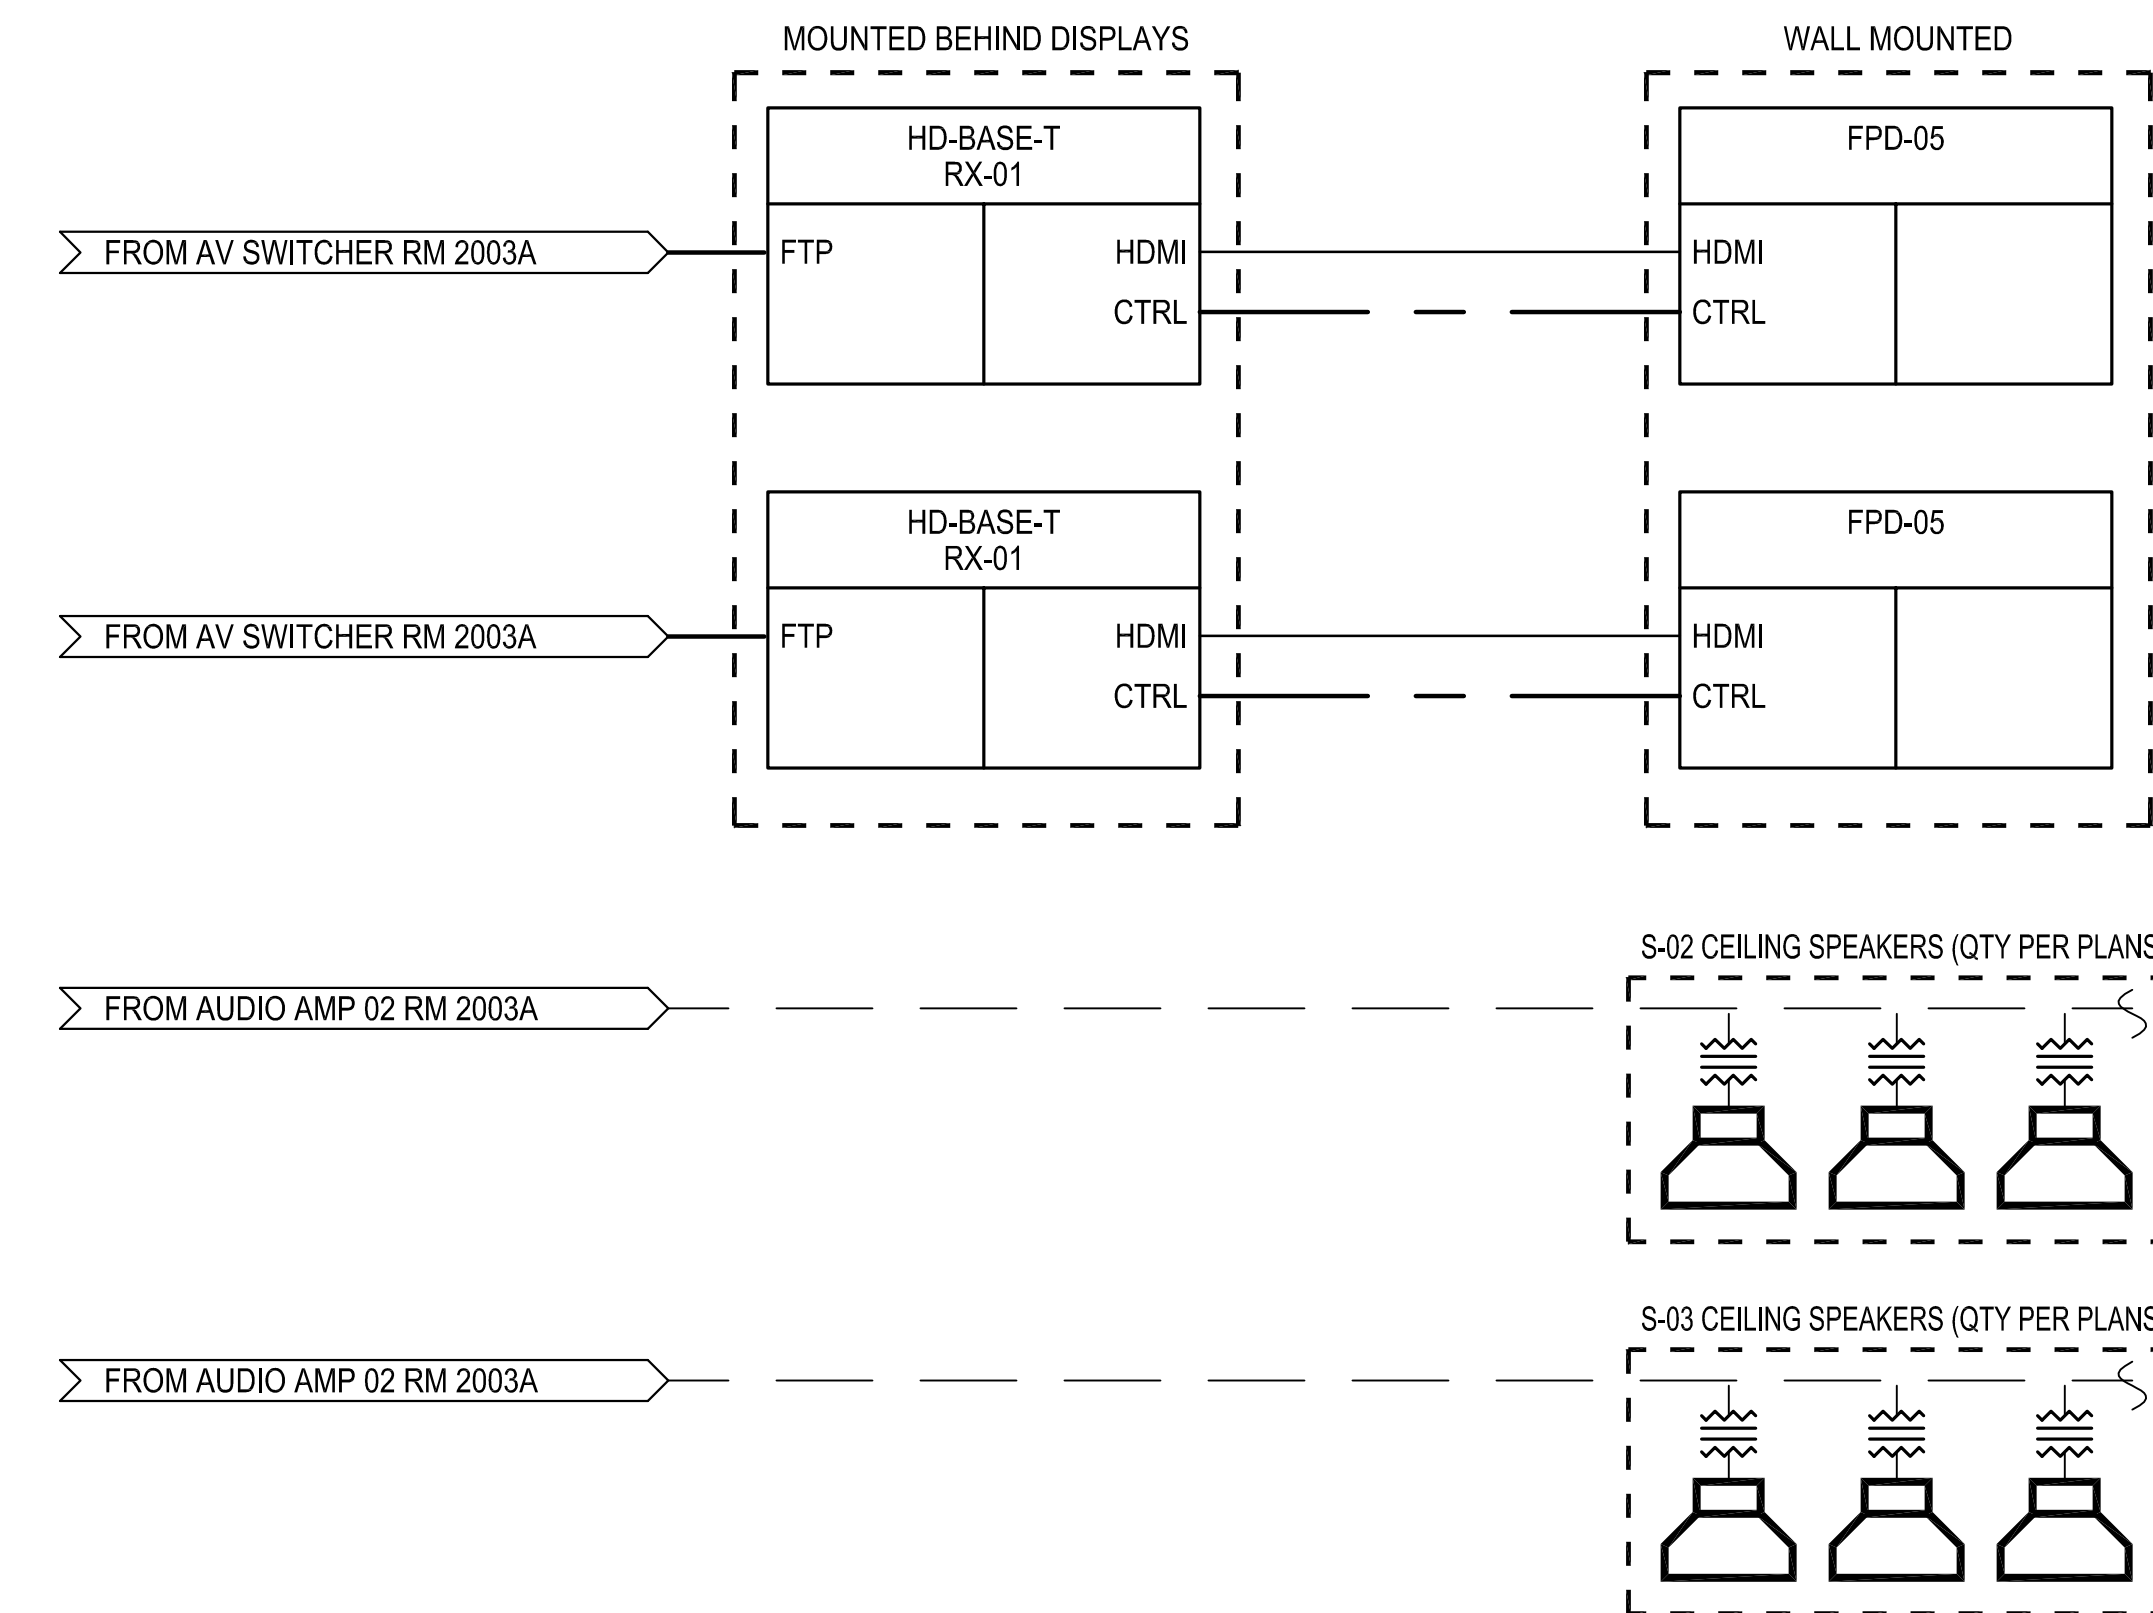 MOUNTED BEHIND DISPLAYS
WALL MOUNTED
HD-BASE-T
RX-01
FPD-05
FROM AV SWITCHER RM 2003A
FTP
HDMI
HDMI
CTRL
CTRL
HD-BASE-T
RX-01
FPD-05
FROM AV SWITCHER RM 2003A
FTP
HDMI
HDMI
CTRL
CTRL
S-02 CEILING SPEAKERS (QTY PER PLANS
FROM AUDIO AMP 02 RM 2003A
S-03 CEILING SPEAKERS (QTY PER PLANS
FROM AUDIO AMP 02 RM 2003A